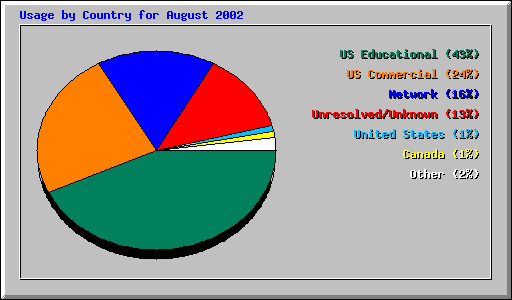 Usage by Country for August 2002
US Educational (43%)
US Commercial (24%)
Network (16%)
Unresolved/Unknown (13%)
United States (1%)
Canada (1%)
Other (2%)